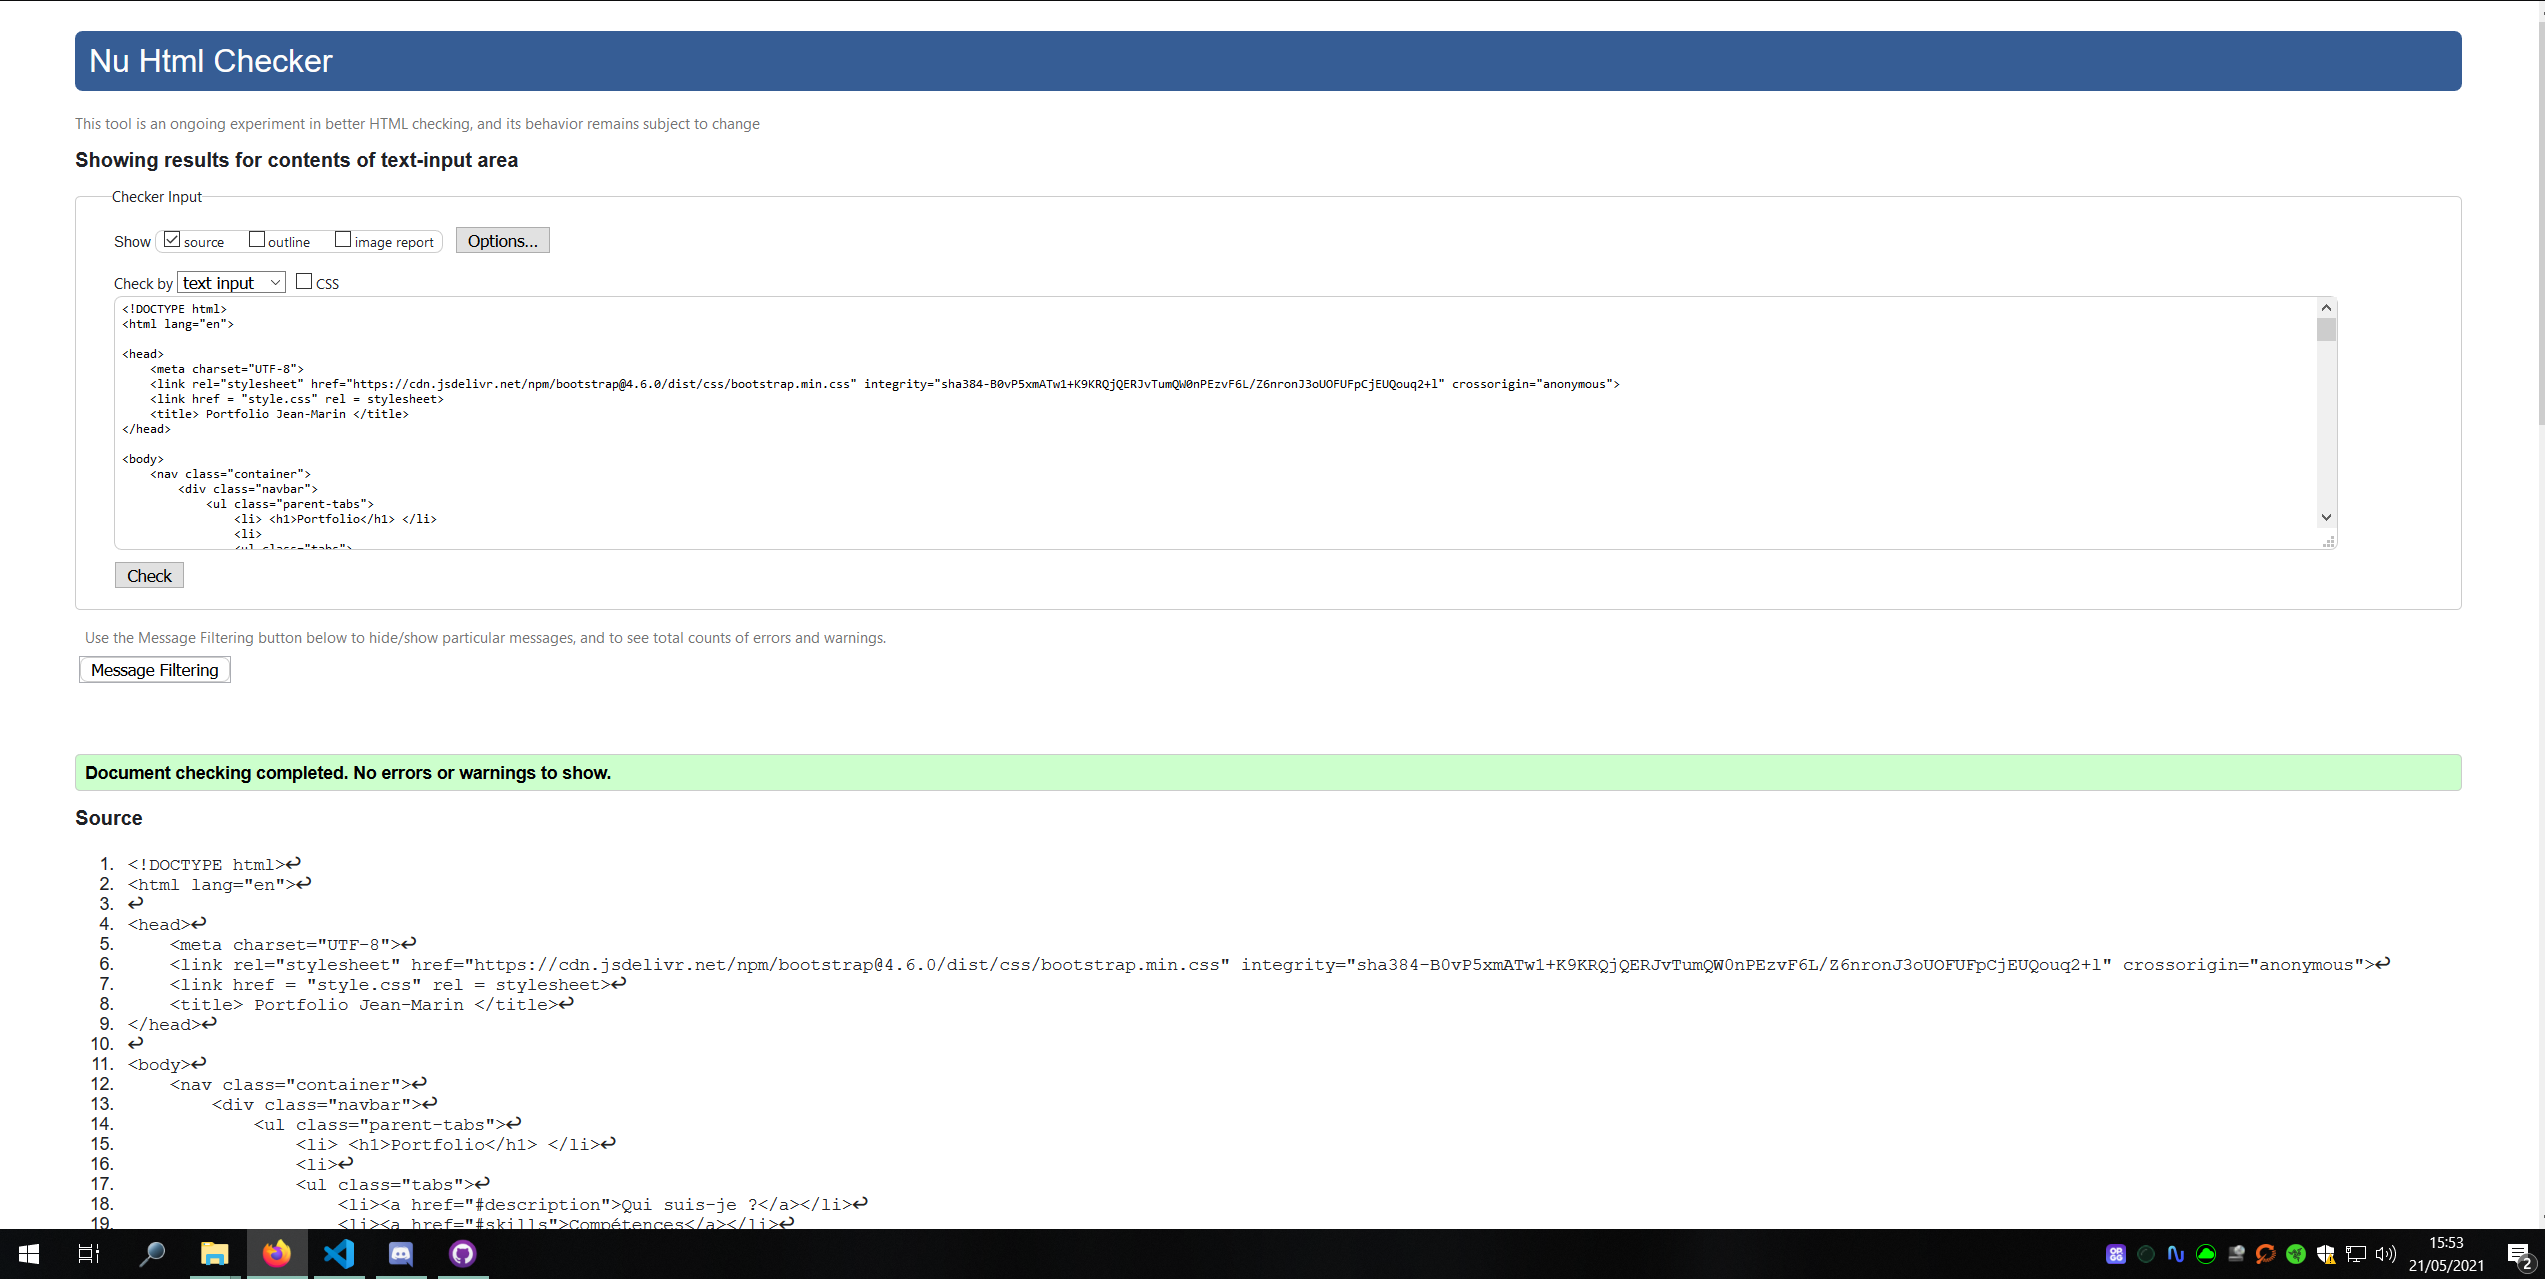 Nu Html Checker
This tool is an ongoing experiment in better HTML checking, and its behavior remains subject to change
Showing results for contents of text-input area
Checker Input
Show source outline image report Options...
Check by text input CSS
<!DOCTYPE html>
<html lang="en">
<head>
<meta charset="UTF-8">
<link rel="stylesheet" href="https://cdn.jsdelivr.net/npm/bootstrap@4.6.0/dist/css/bootstrap.min.css" integrity="sha384-B0vP5xmATw1+K9KRQjQERJvTumQW0nPEzvF6L/Z6nronJ3oUOFUFpCjEUQouq2+l" crossorigin="anonymous">
<link href = "style.css" rel = stylesheet>
<title> Portfolio Jean-Marin </title>
</head>
<body>
<nav class="container">
<div class="navbar">
<ul class="parent-tabs">
<li> <h1>Portfolio</h1> </li>
<li>
<ul class="tabs">
Check
Use the Message Filtering button below to hide/show particular messages, and to see total counts of errors and warnings.
Message Filtering
Document checking completed. No errors or warnings to show.
Source
1. <!DOCTYPE html>↩
2. <html lang="en">↩
3. ↩
4. <head>↩
5. <meta charset="UTF-8">↩
6. <link rel="stylesheet" href="https://cdn.jsdelivr.net/npm/bootstrap@4.6.0/dist/css/bootstrap.min.css" integrity="sha384-B0vP5xmATw1+K9KRQjQERJvTumQW0nPEzvF6L/Z6nronJ3oUOFUFpCjEUQouq2+l" crossorigin="anonymous">↩
7. <link href = "style.css" rel = stylesheet>↩
8. <title> Portfolio Jean-Marin </title>↩
9. </head>↩
10. ↩
11. <body>↩
12. <nav class="container">↩
13. <div class="navbar">↩
14. <ul class="parent-tabs">↩
15. <li> <h1>Portfolio</h1> </li>↩
16. <li>↩
17. <ul class="tabs">↩
18. <li><a href="#description">Qui suis-je ?</a></li>↩
19. <li><a href="#skills">Compétences</a></li>↩
15:53
21/05/2021
2